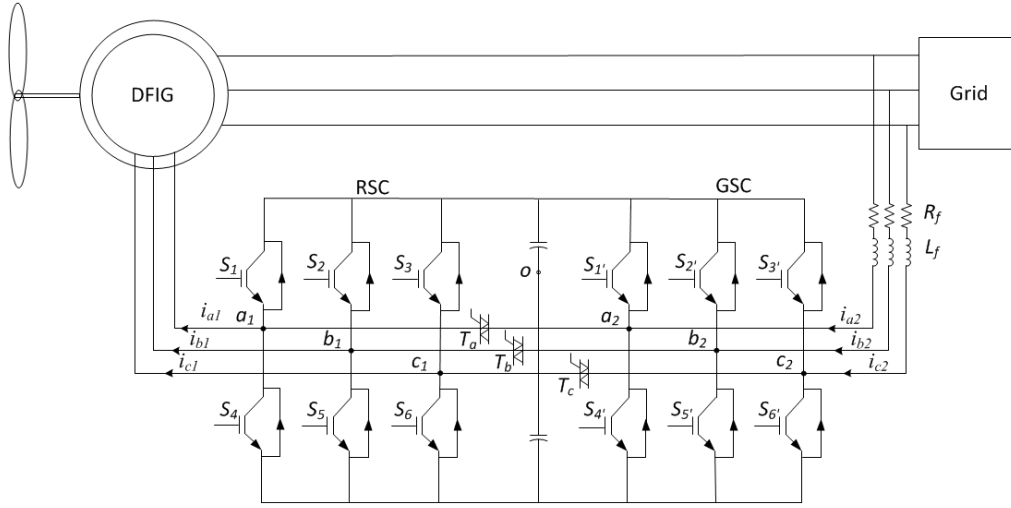 DFIG
Grid
RSC
GSC
R_f
L_f
S_1
S_2
S_3
o
S_1'
S_2'
S_3'
i_a1
a_1
T_a
a_2
i_a2
i_b1
b_1
T_b
b_2
i_b2
i_c1
c_1
T_c
c_2
i_c2
S_4
S_5
S_6
S_4'
S_5'
S_6'